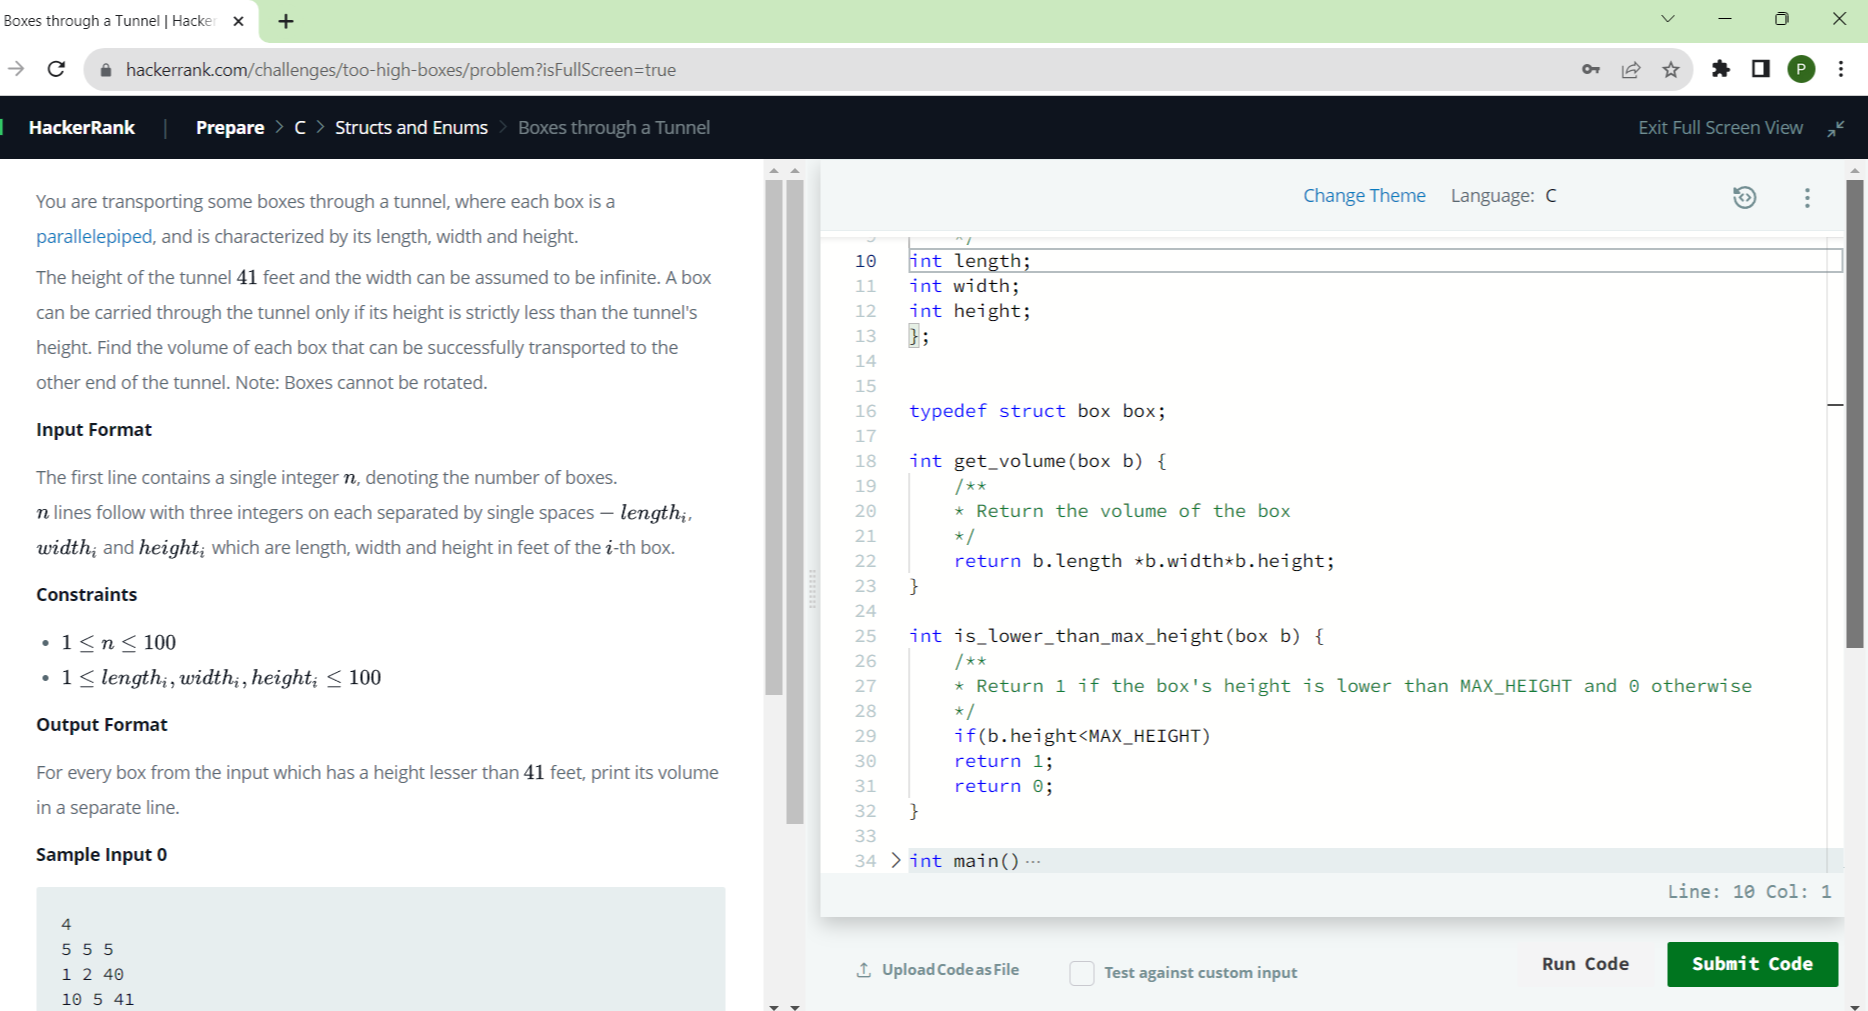 Boxes through a Tunnel | Hacker
hackerrank.com/challenges/too-high-boxes/problem?isFullScreen=true
P
HackerRank | Prepare > C > Structs and Enums > Boxes through a Tunnel
Exit Full Screen View
You are transporting some boxes through a tunnel, where each box is a
parallelepiped, and is characterized by its length, width and height.
The height of the tunnel 41 feet and the width can be assumed to be infinite. A box
can be carried through the tunnel only if its height is strictly less than the tunnel's
height. Find the volume of each box that can be successfully transported to the
other end of the tunnel. Note: Boxes cannot be rotated.
Input Format
The first line contains a single integer n, denoting the number of boxes.
n lines follow with three integers on each separated by single spaces – lengthᵢ,
widthᵢ and heightᵢ which are length, width and height in feet of the i-th box.
Constraints
• 1 ≤ n ≤ 100
• 1 ≤ lengthᵢ, widthᵢ, heightᵢ ≤ 100
Output Format
For every box from the input which has a height lesser than 41 feet, print its volume
in a separate line.
Sample Input 0
4
5 5 5
1 2 40
10 5 41
Change Theme Language: C
9 */
10 int length;
11 int width;
12 int height;
13 };
14
15
16 typedef struct box box;
17
18 int get_volume(box b) {
19 /**
20 * Return the volume of the box
21 */
22 return b.length *b.width*b.height;
23 }
24
25 int is_lower_than_max_height(box b) {
26 /**
27 * Return 1 if the box's height is lower than MAX_HEIGHT and 0 otherwise
28 */
29 if(b.height<MAX_HEIGHT)
30 return 1;
31 return 0;
32 }
33
34 > int main() ···
Line: 10 Col: 1
Upload Code as File
Test against custom input
Run Code
Submit Code